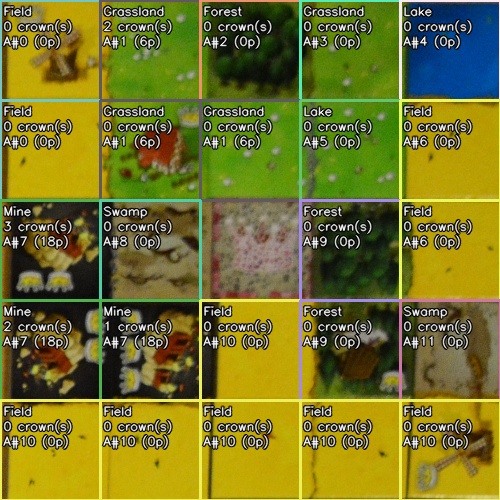 Field
0 crown(s)
A#0 (0p)
Grassland
2 crown(s)
A#1 (6p)
Forest
0 crown(s)
A#2 (0p)
Grassland
0 crown(s)
A#3 (0p)
Lake
0 crown(s)
A#4 (0p)
Field
0 crown(s)
A#0 (0p)
Grassland
0 crown(s)
A#1 (6p)
Grassland
0 crown(s)
A#1 (6p)
Lake
0 crown(s)
A#5 (0p)
Field
0 crown(s)
A#6 (0p)
Mine
3 crown(s)
A#7 (18p)
Swamp
0 crown(s)
A#8 (0p)
Forest
0 crown(s)
A#9 (0p)
Field
0 crown(s)
A#6 (0p)
Mine
2 crown(s)
A#7 (18p)
Mine
1 crown(s)
A#7 (18p)
Field
0 crown(s)
A#10 (0p)
Forest
0 crown(s)
A#9 (0p)
Swamp
0 crown(s)
A#11 (0p)
Field
0 crown(s)
A#10 (0p)
Field
0 crown(s)
A#10 (0p)
Field
0 crown(s)
A#10 (0p)
Field
0 crown(s)
A#10 (0p)
Field
0 crown(s)
A#10 (0p)